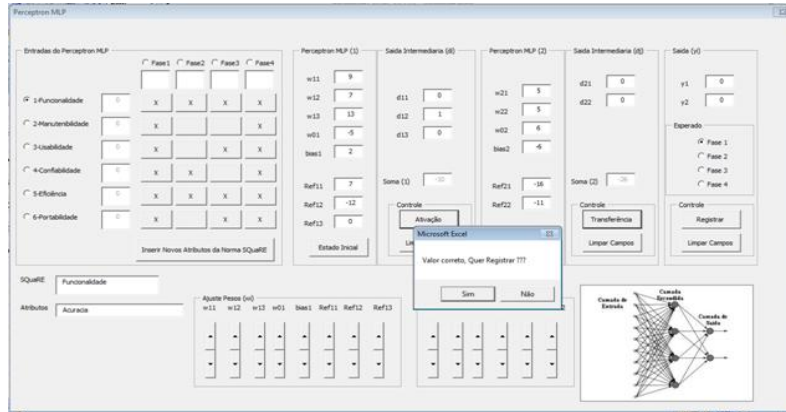 Perceptron MLP
Entradas do Perceptron MLP
Fase1 Fase2 Fase3 Fase4
1-Funcionalidade 0 X X X X
2-Manutenibilidade 0 X X
3-Usabilidade 0 X X X
4-Confiabilidade 0 X X X
5-Eficiência 0 X X X X
6-Portabilidade 0 X X X
Inserir Novos Atributos da Norma SQuaRE
Perceptron MLP (1)
w11 9
w12 7
w13 13
w01 -5
bias1 2
Ref11 7
Ref12 -12
Ref13 0
Estado Inicial
Saida Intermediaria (di)
d11 0
d12 1
d13 0
Soma (1) -10
Controle
Ativação
Perceptron MLP (2)
w21 5
w22 5
w02 6
bias2 -6
Ref21 -16
Ref22 -11
Saida Intermediaria (dj)
d21 0
d22 0
Soma (2) -26
Controle
Transferência
Limpar Campos
Saida (yi)
y1 0
y2 0
Esperado
Fase 1
Fase 2
Fase 3
Fase 4
Controle
Registrar
Limpar Campos
Microsoft Excel
Valor correto, Quer Registrar ???
Sim Não
SQuaRE Funcionalidade
Atributos Acuracia
Ajuste Pesos (wi)
w11 w12 w13 w01 bias1 Ref11 Ref12 Ref13
Camada de
Entrada
Camada
Escondida
Camada de
Saída